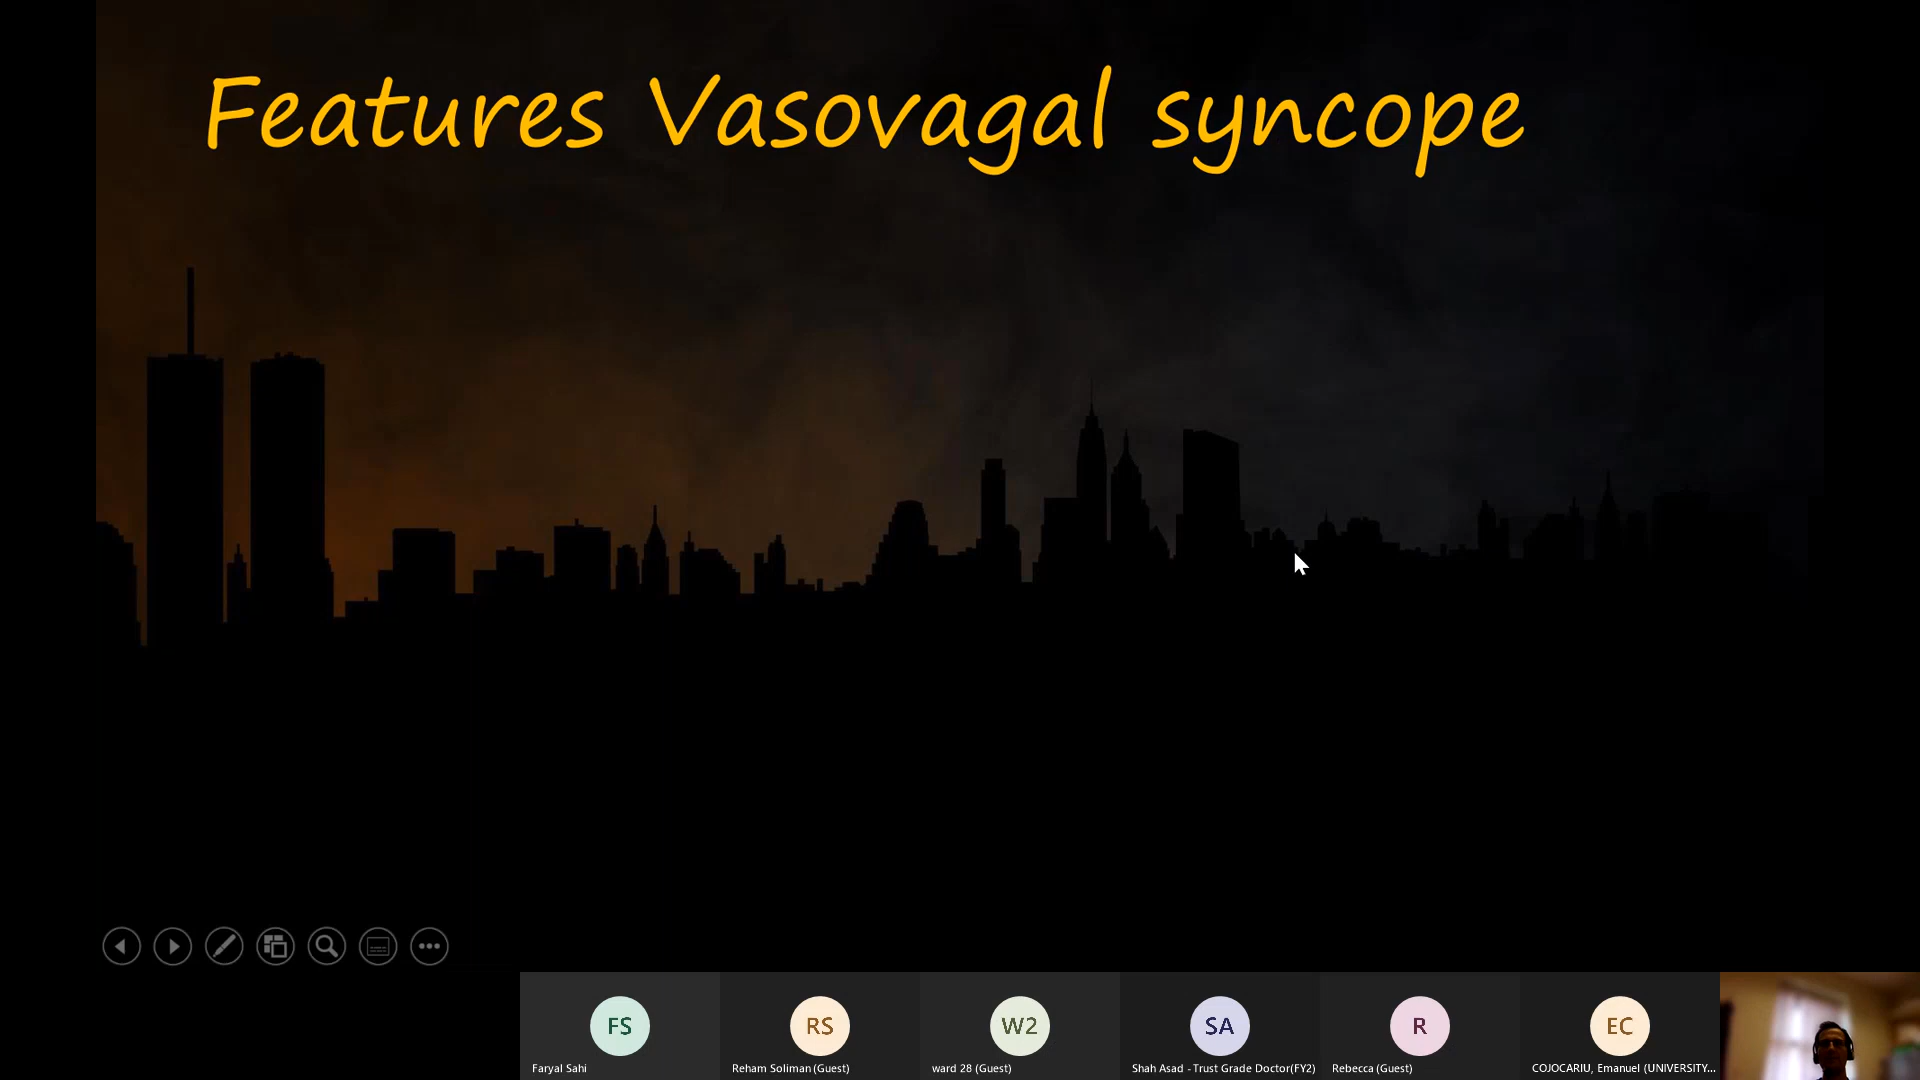 Features Vasovagal syncope
FS
RS
W2
SA
R
EC
Faryal Sahi
Reham Soliman (Guest)
ward 28 (Guest)
Shah Asad - Trust Grade Doctor(FY2)
Rebecca (Guest)
COJOCARIU, Emanuel (UNIVERSITY...